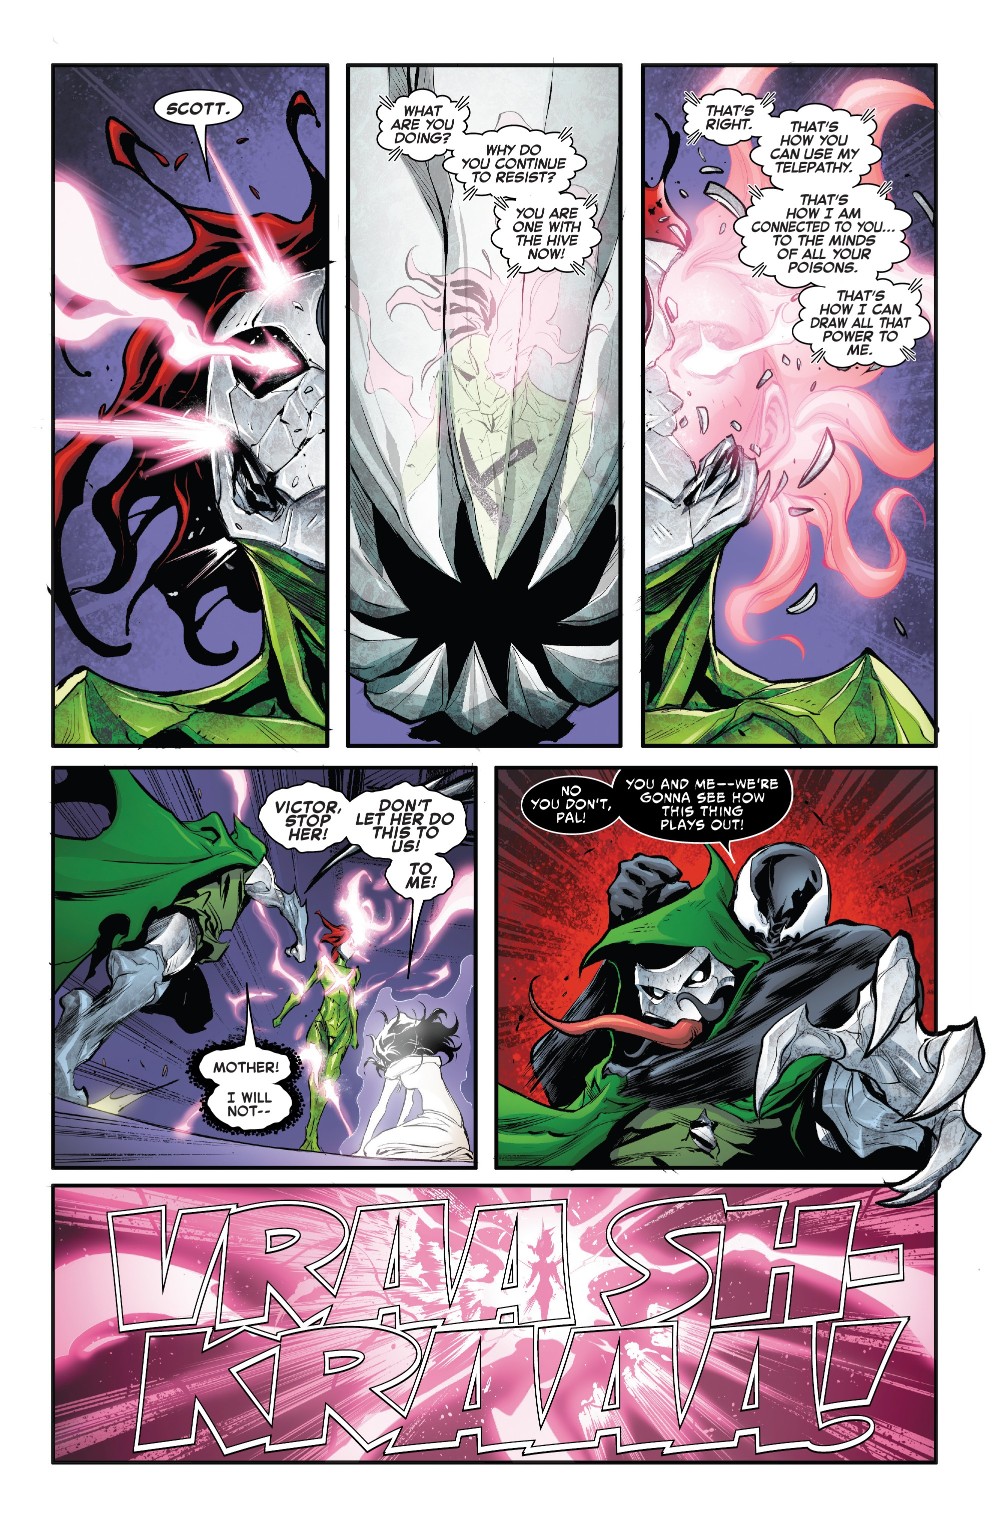 SCOTT.
WHAT
ARE YOU
DOING?
WHY DO
YOU CONTINUE
TO RESIST?
YOU ARE
ONE WITH
THE HIVE
NOW!
THAT'S
RIGHT.
THAT'S
HOW YOU
CAN USE MY
TELEPATHY.
THAT'S
HOW I AM
CONNECTED TO YOU...
TO THE MINDS
OF ALL YOUR
POISONS.
THAT'S
HOW I CAN
DRAW ALL THAT
POWER TO
ME.
VICTOR,
STOP
HER!
DON'T
LET HER DO
THIS TO
US!
TO
ME!
MOTHER!
I WILL
NOT--
NO
YOU DON'T,
PAL!
YOU AND ME--WE'RE
GONNA SEE HOW
THIS THING
PLAYS OUT!
VRAASH-
KRAAAA!